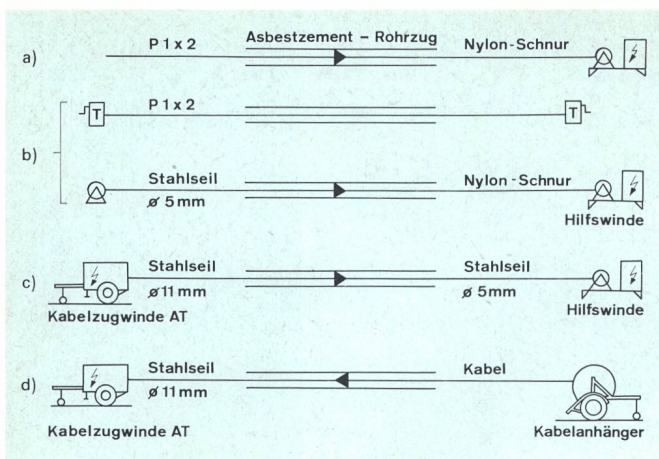 a) P 1 x 2 Asbestzement – Rohrzug Nylon-Schnur
b) T P 1 x 2 T
Stahlseil ø 5 mm Nylon-Schnur Hilfswinde
c) Stahlseil ø 11 mm Stahlseil ø 5 mm
Kabelzugwinde AT Hilfswinde
d) Stahlseil ø 11 mm Kabel
Kabelzugwinde AT Kabelanhänger